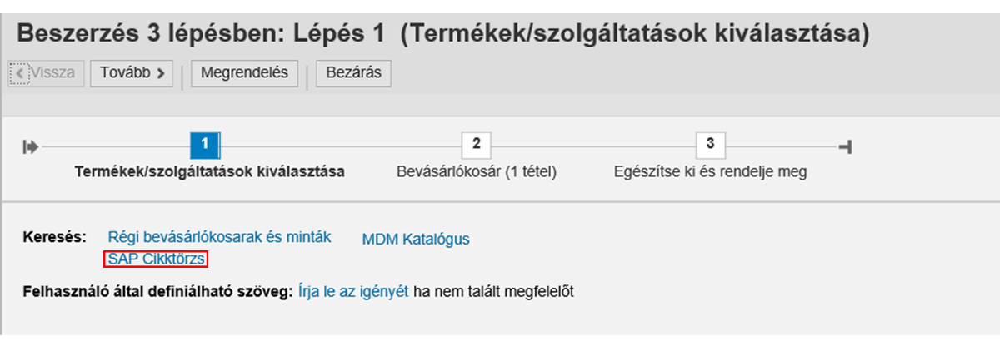 Beszerzés 3 lépésben: Lépés 1 (Termékek/szolgáltatások kiválasztása)
Vissza Tovább Megrendelés Bezárás
1 2 3
Termékek/szolgáltatások kiválasztása Bevásárlókosár (1 tétel) Egészítse ki és rendelje meg
Keresés: Régi bevásárlókosarak és minták MDM Katalógus
SAP Cikktörzs
Felhasználó által definiálható szöveg: Írja le az igényét ha nem talált megfelelőt